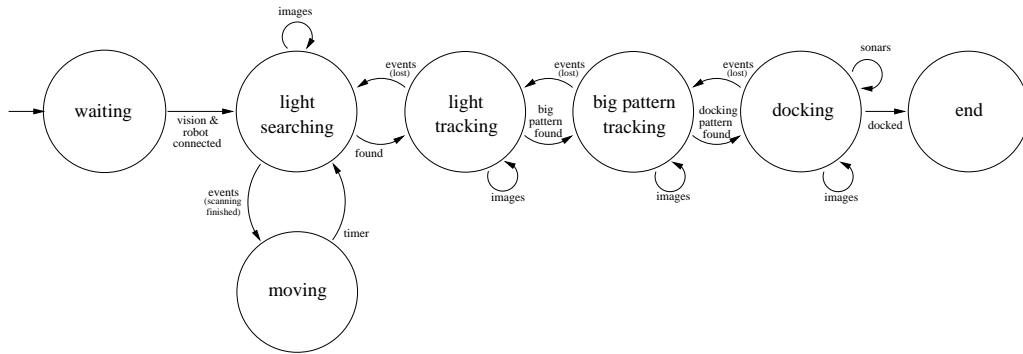 images
waiting
vision &
robot
connected
light
searching
events
(lost)
found
light
tracking
images
events
(lost)
big
pattern
found
big pattern
tracking
images
events
(lost)
docking
pattern
found
docking
sonars
images
docked
end
events
(scanning
finished)
timer
moving